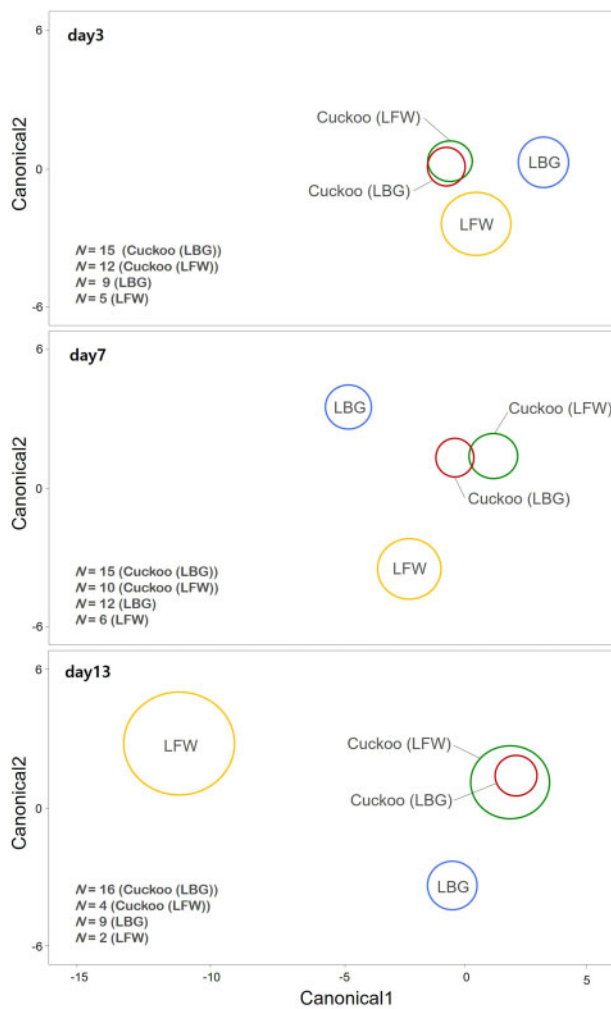 day3
6
Canonical2
0
-6
Cuckoo (LFW)
LBG
Cuckoo (LBG)
LFW
N = 15 (Cuckoo (LBG))
N = 12 (Cuckoo (LFW))
N = 9 (LBG)
N = 5 (LFW)
day7
6
Canonical2
0
-6
LBG
Cuckoo (LFW)
Cuckoo (LBG)
LFW
N = 15 (Cuckoo (LBG))
N = 10 (Cuckoo (LFW))
N = 12 (LBG)
N = 6 (LFW)
day13
6
Canonical2
0
-6
LFW
Cuckoo (LFW)
Cuckoo (LBG)
LBG
N = 16 (Cuckoo (LBG))
N = 4 (Cuckoo (LFW))
N = 9 (LBG)
N = 2 (LFW)
-15 -10 -5 0 5
Canonical1